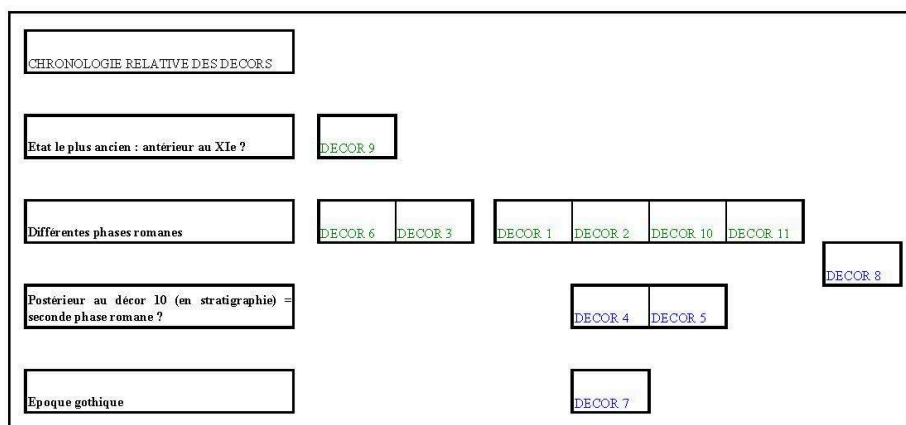 CHRONOLOGIE RELATIVE DES DECORS
Etat le plus ancien : antérieur au XIe ?
DECOR 9
Différentes phases romanes
DECOR 6
DECOR 3
DECOR 1
DECOR 2
DECOR 10
DECOR 11
DECOR 8
Postérieur au décor 10 (en stratigraphie) =
seconde phase romane ?
DECOR 4
DECOR 5
Epoque gothique
DECOR 7